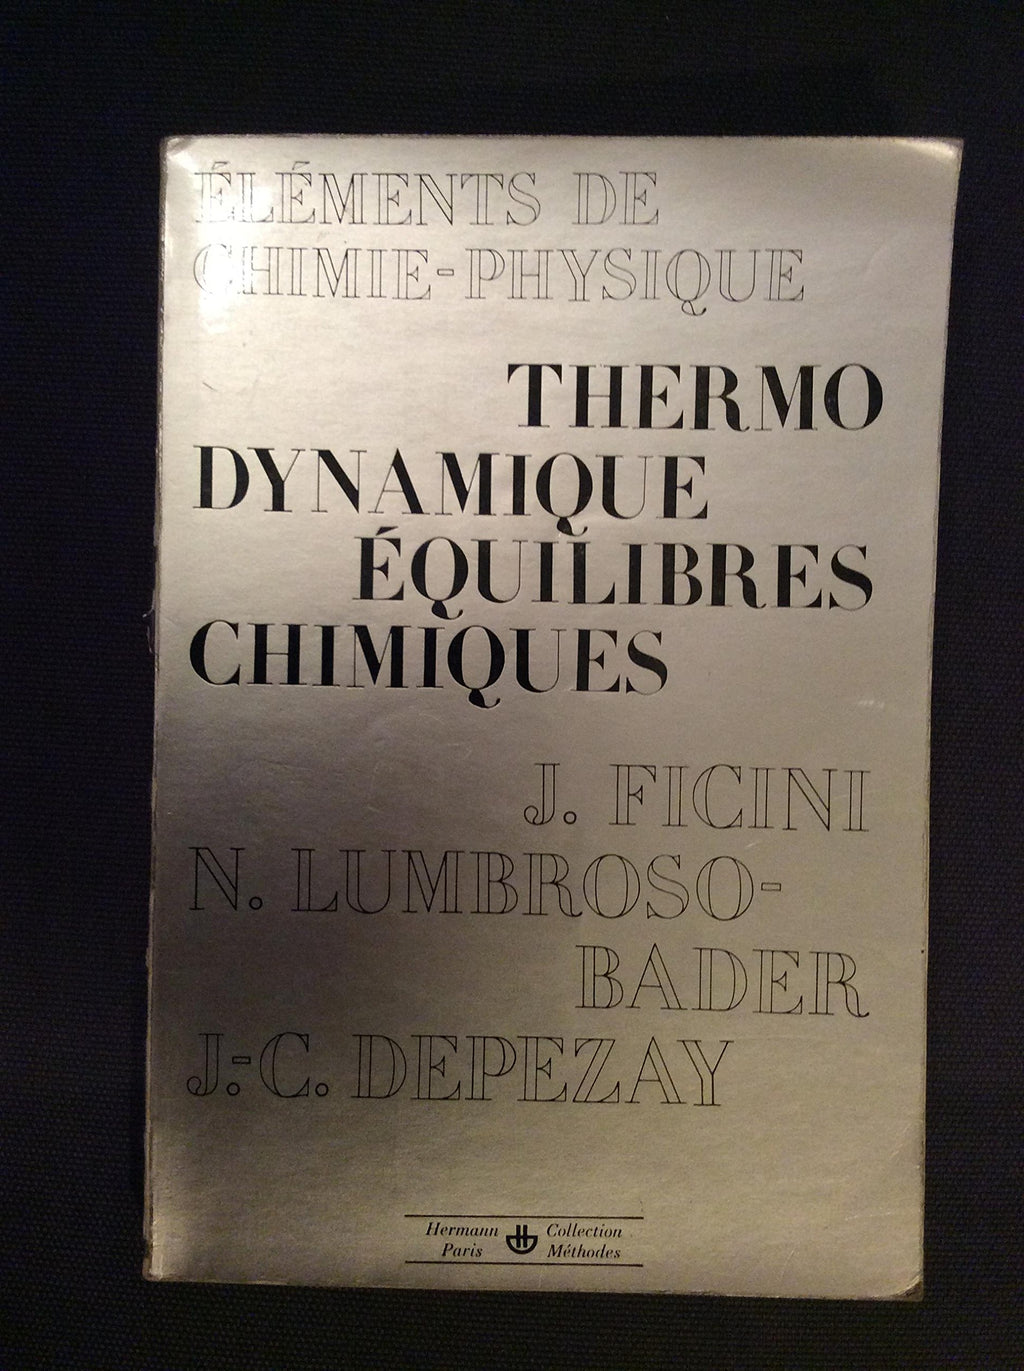 ÉLÉMENTS DE
CHIMIE-PHYSIQUE
THERMO
DYNAMIQUE
ÉQUILIBRES
CHIMIQUES
J. FICINI
N. LUMBROSO-
BADER
J.-C. DEPEZAY
Hermann Collection
Paris Méthodes